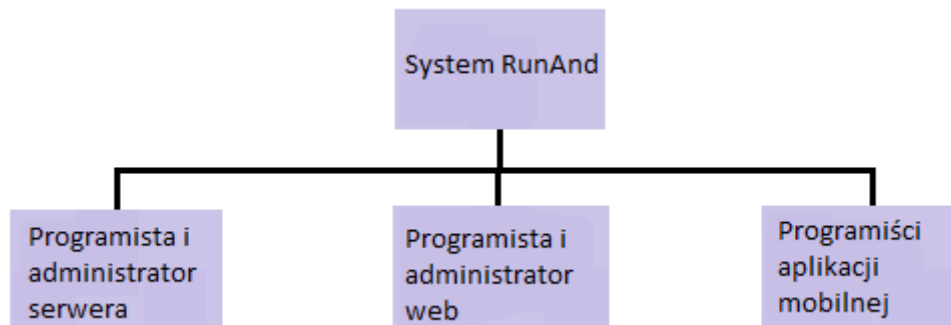 System RunAnd
Programista i
administrator
serwera
Programista i
administrator
web
Programiści
aplikacji
mobilnej